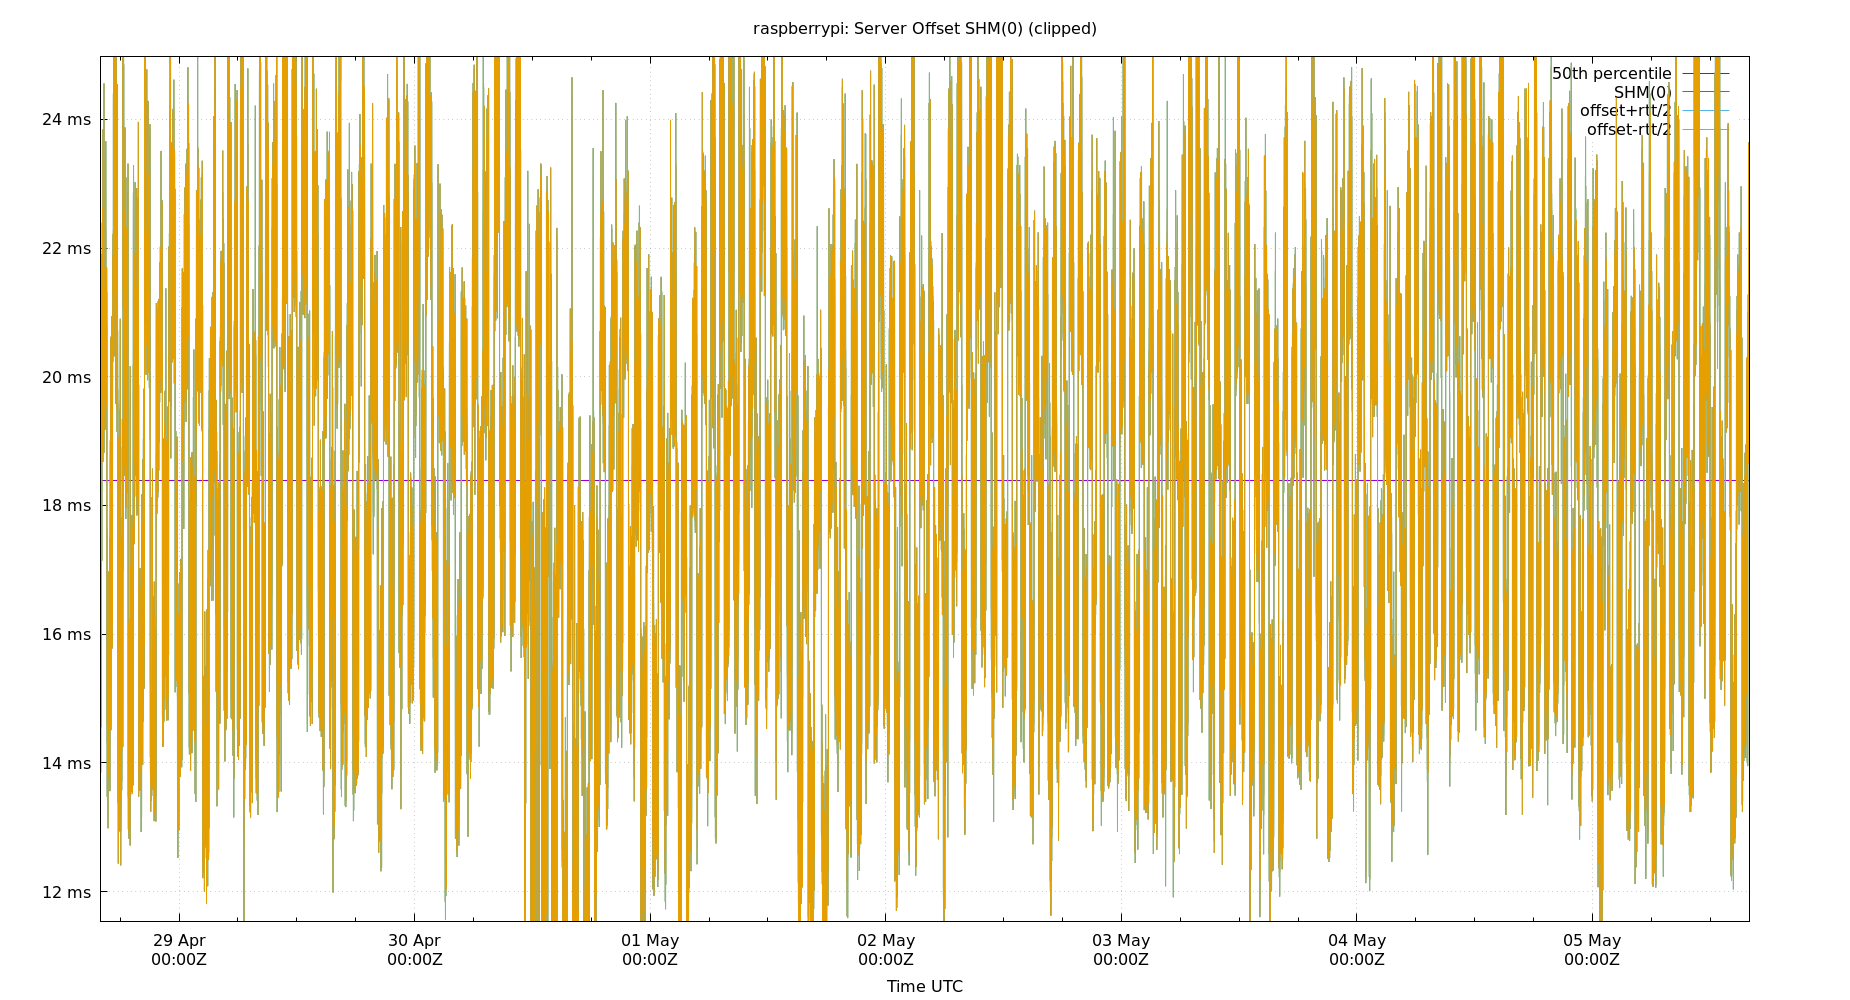 raspberrypi: Server Offset SHM(0) (clipped)
50th percentile
SHM(0)
offset+rtt/2
offset-rtt/2
24 ms
22 ms
20 ms
18 ms
16 ms
14 ms
12 ms
29 Apr 30 Apr 01 May 02 May 03 May 04 May 05 May
00:00Z 00:00Z 00:00Z 00:00Z 00:00Z 00:00Z 00:00Z
Time UTC